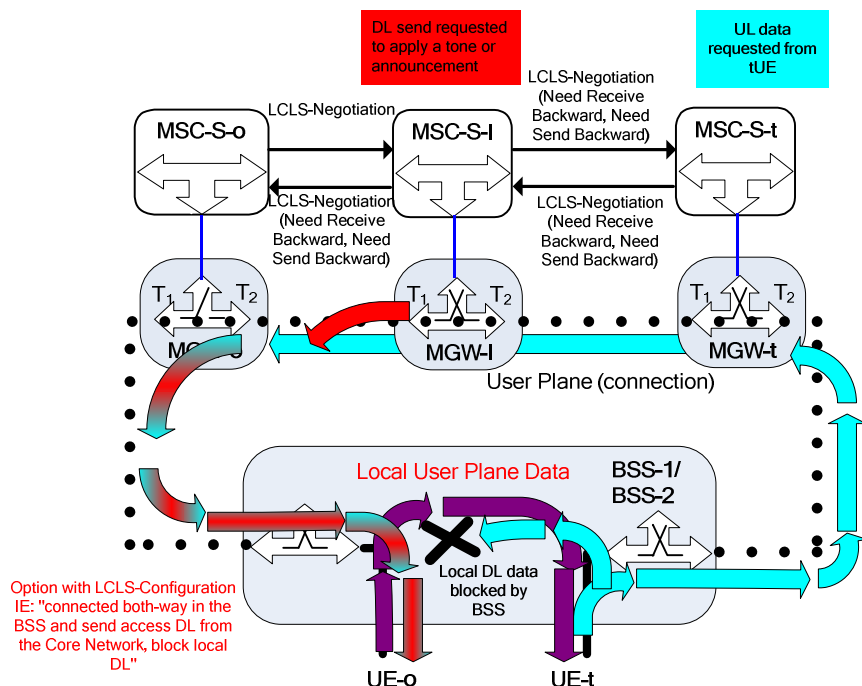 DL send requested
to apply a tone or
announcement
UL data
requested from
tUE
LCLS-Negotiation
LCLS-Negotiation
(Need Receive
Backward, Need
Send Backward)
MSC-S-o
MSC-S-I
MSC-S-t
LCLS-Negotiation
(Need Receive
Backward, Need
Send Backward)
LCLS-Negotiation
(Need Receive
Backward, Need
Send Backward)
T1
T2
T1
T2
T1
T2
MGW-I
MGW-t
User Plane (connection)
Local User Plane Data
BSS-1/
BSS-2
Local DL data
blocked by
BSS
Option with LCLS-Configuration
IE: "connected both-way in the
BSS and send access DL from
the Core Network, block local
DL"
UE-o
UE-t